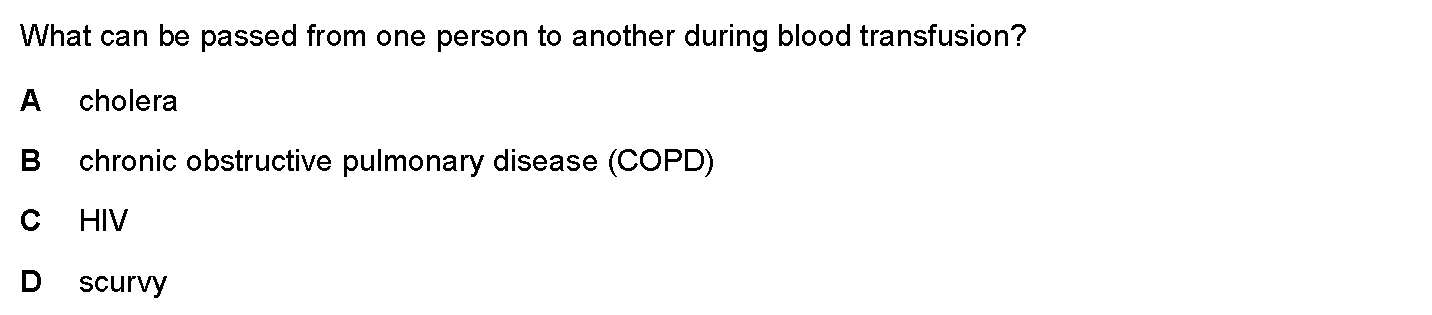 What can be passed from one person to another during blood transfusion?
A cholera
B chronic obstructive pulmonary disease (COPD)
C HIV
D scurvy